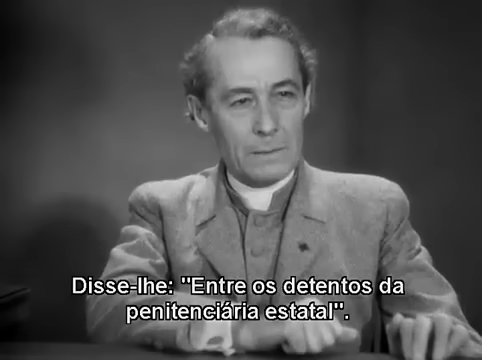 Disse-lhe: "Entre os detentos da
penitenciária estatal".